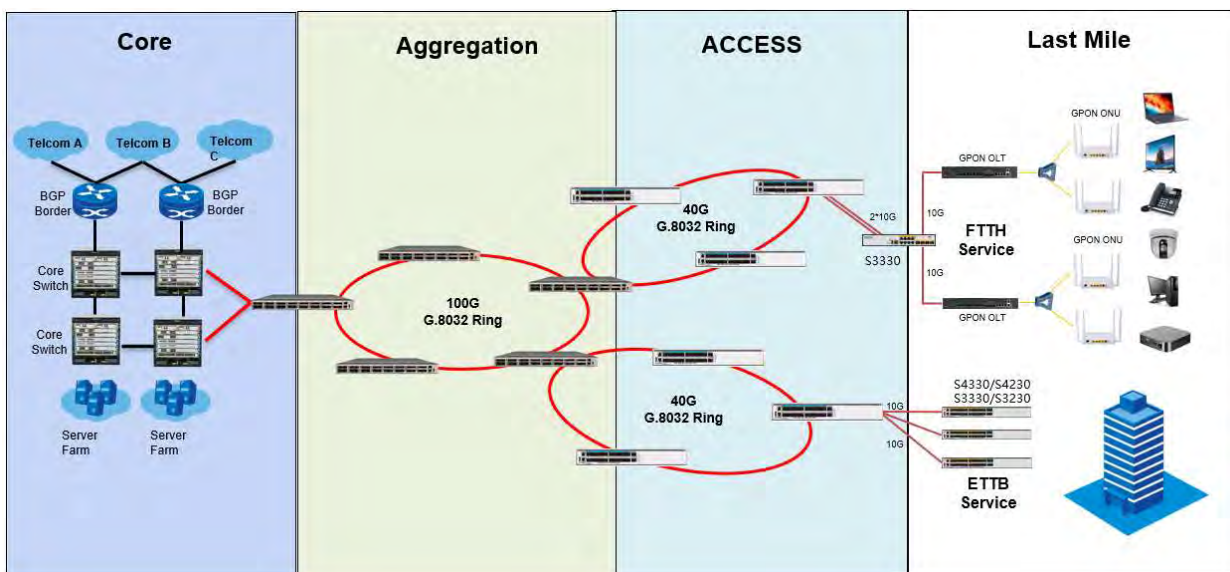 Core
Aggregation
ACCESS
Last Mile
Telcom A
Telcom B
Telcom
C
BGP
Border
BGP
Border
Core
Switch
Core
Switch
Server
Farm
Server
Farm
100G
G.8032 Ring
40G
G.8032 Ring
40G
G.8032 Ring
2*10G
S3330
10G
10G
GPON OLT
GPON ONU
FTTH
Service
GPON ONU
GPON OLT
10G
10G
S4330/S4230
S3330/S3230
ETTB
Service